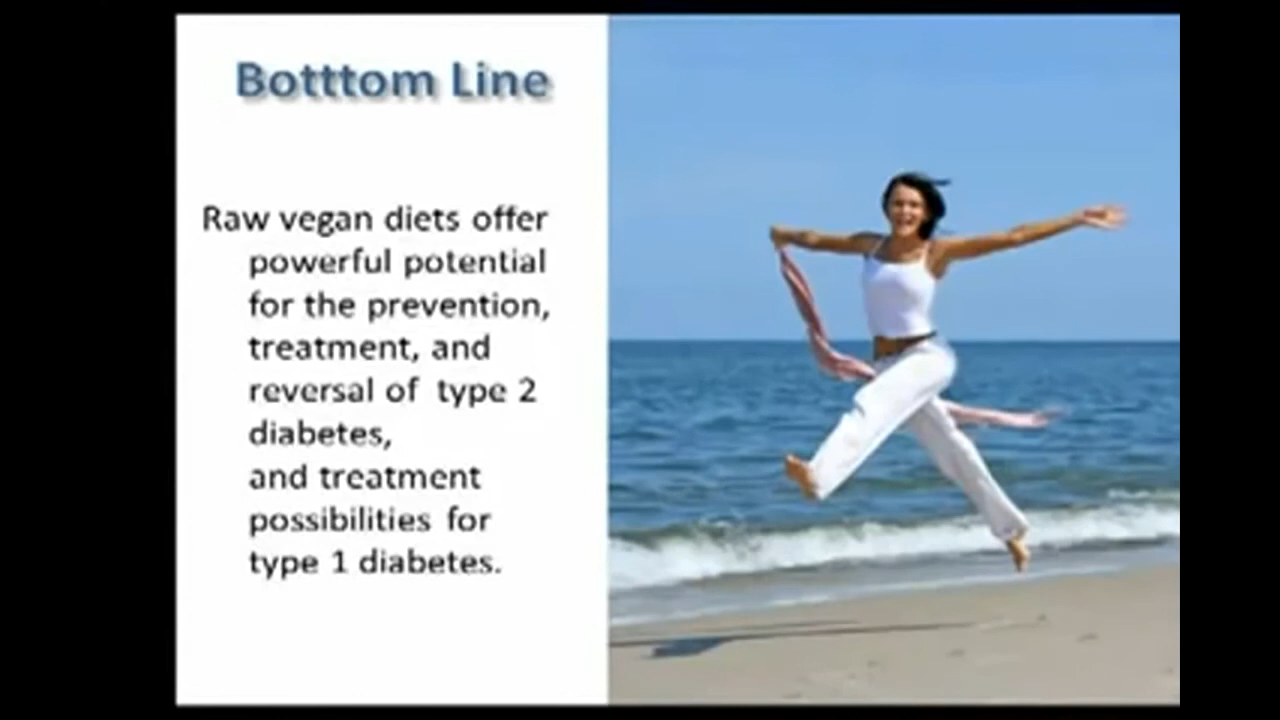 Botttom Line
Raw vegan diets offer
powerful potential
for the prevention,
treatment, and
reversal of type 2
diabetes,
and treatment
possibilities for
type 1 diabetes.